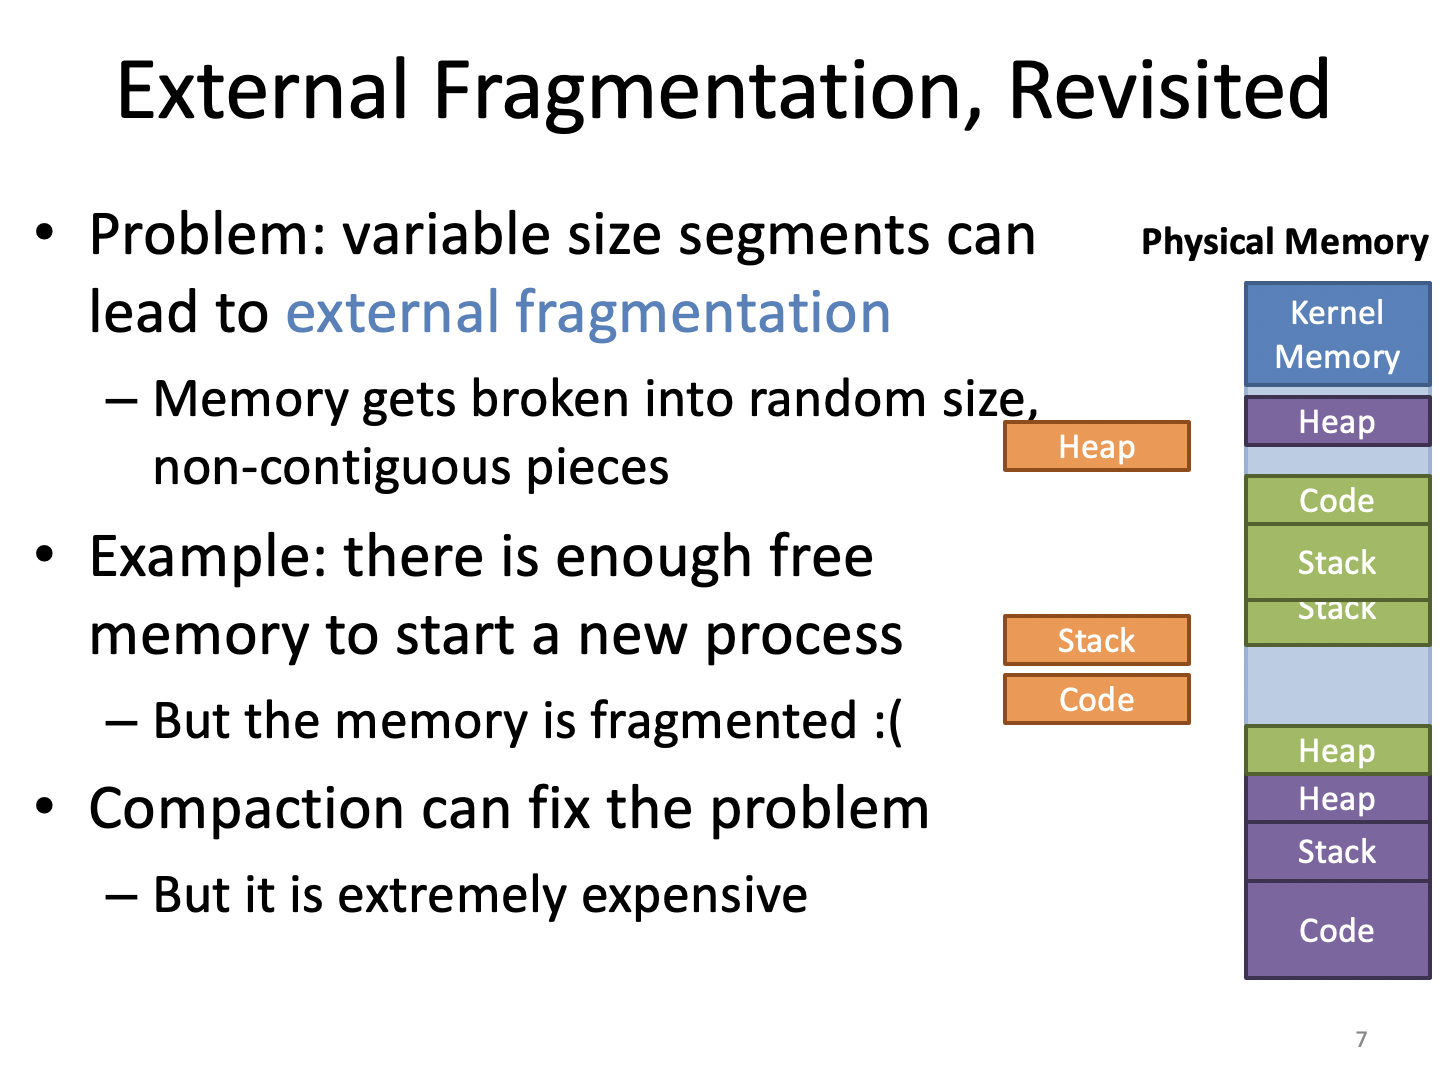 External Fragmentation, Revisited
• Problem: variable size segments can
lead to external fragmentation
– Memory gets broken into random size,
non-contiguous pieces
• Example: there is enough free
memory to start a new process
– But the memory is fragmented :(
• Compaction can fix the problem
– But it is extremely expensive
Heap
Stack
Code
Physical Memory
Kernel
Memory
Heap
Code
Stack
Stack
Heap
Heap
Stack
Code
7